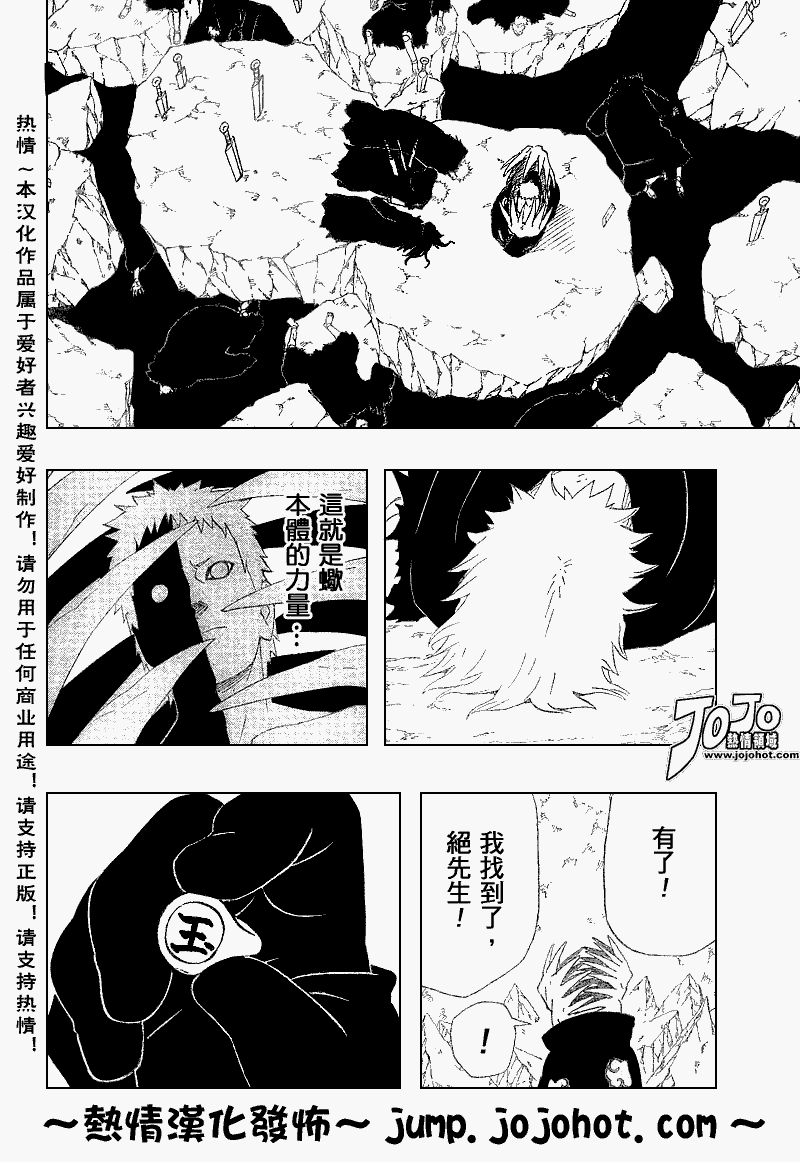 热情～本汉化作品属于爱好者兴趣爱好制作！请勿用于任何商业用途！请支持正版！请支持热情！
這就是蠍
本體的力量…
JOJO
熱情領域
www.jojohot.com
有了！
我找到了，
絕先生！
！
玉
～熱情漢化發佈～ jump.jojohot.com ～